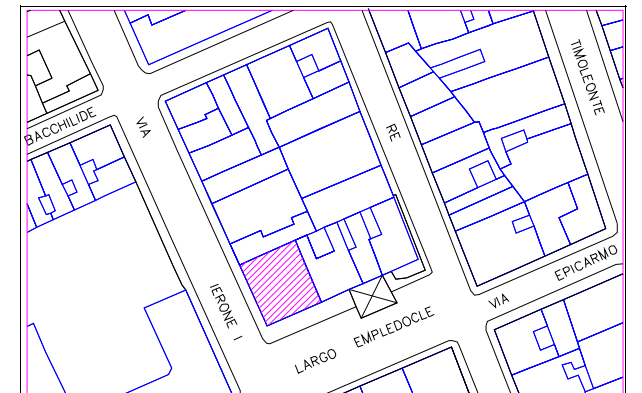 BACCHILIDE
VIA
IERONE I
RE
TIMOLEONTE
LARGO EMPLEDOCLE
VIA EPICARMO